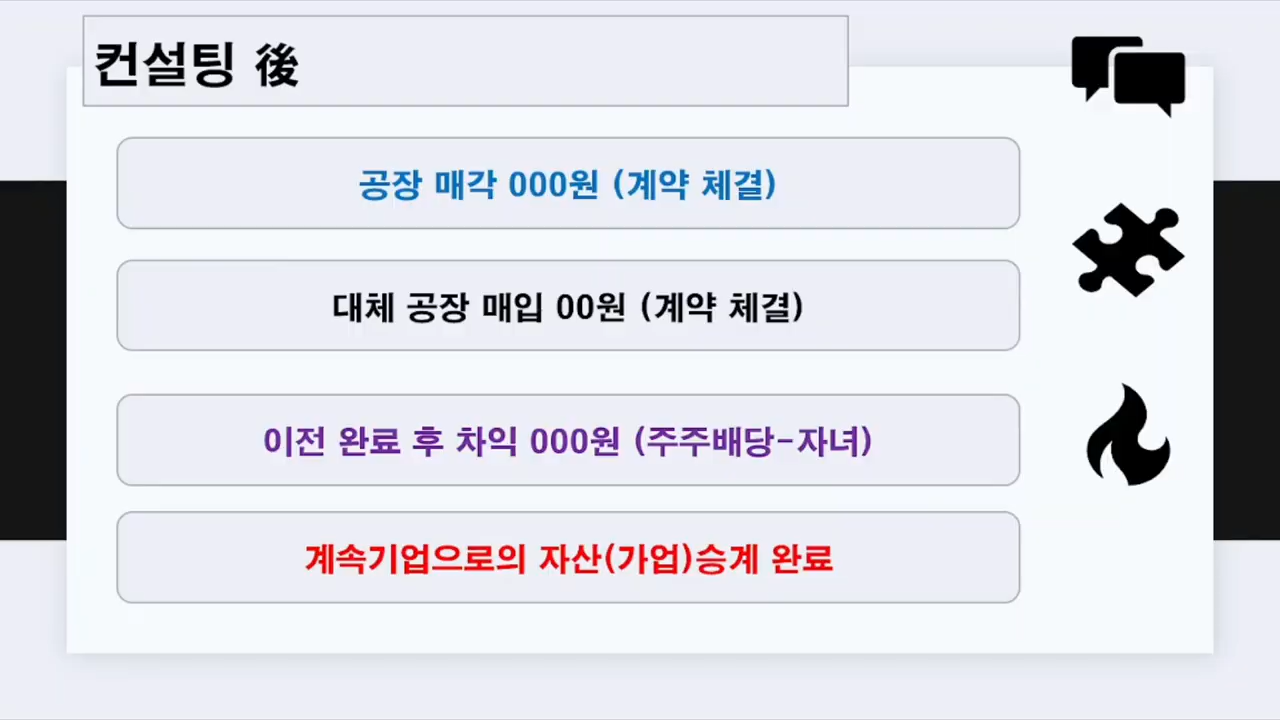 컨설팅 後
공장 매각 000원 (계약 체결)
대체 공장 매입 00원 (계약 체결)
이전 완료 후 차익 000원 (주주배당-자녀)
계속기업으로의 자산(가업)승계 완료